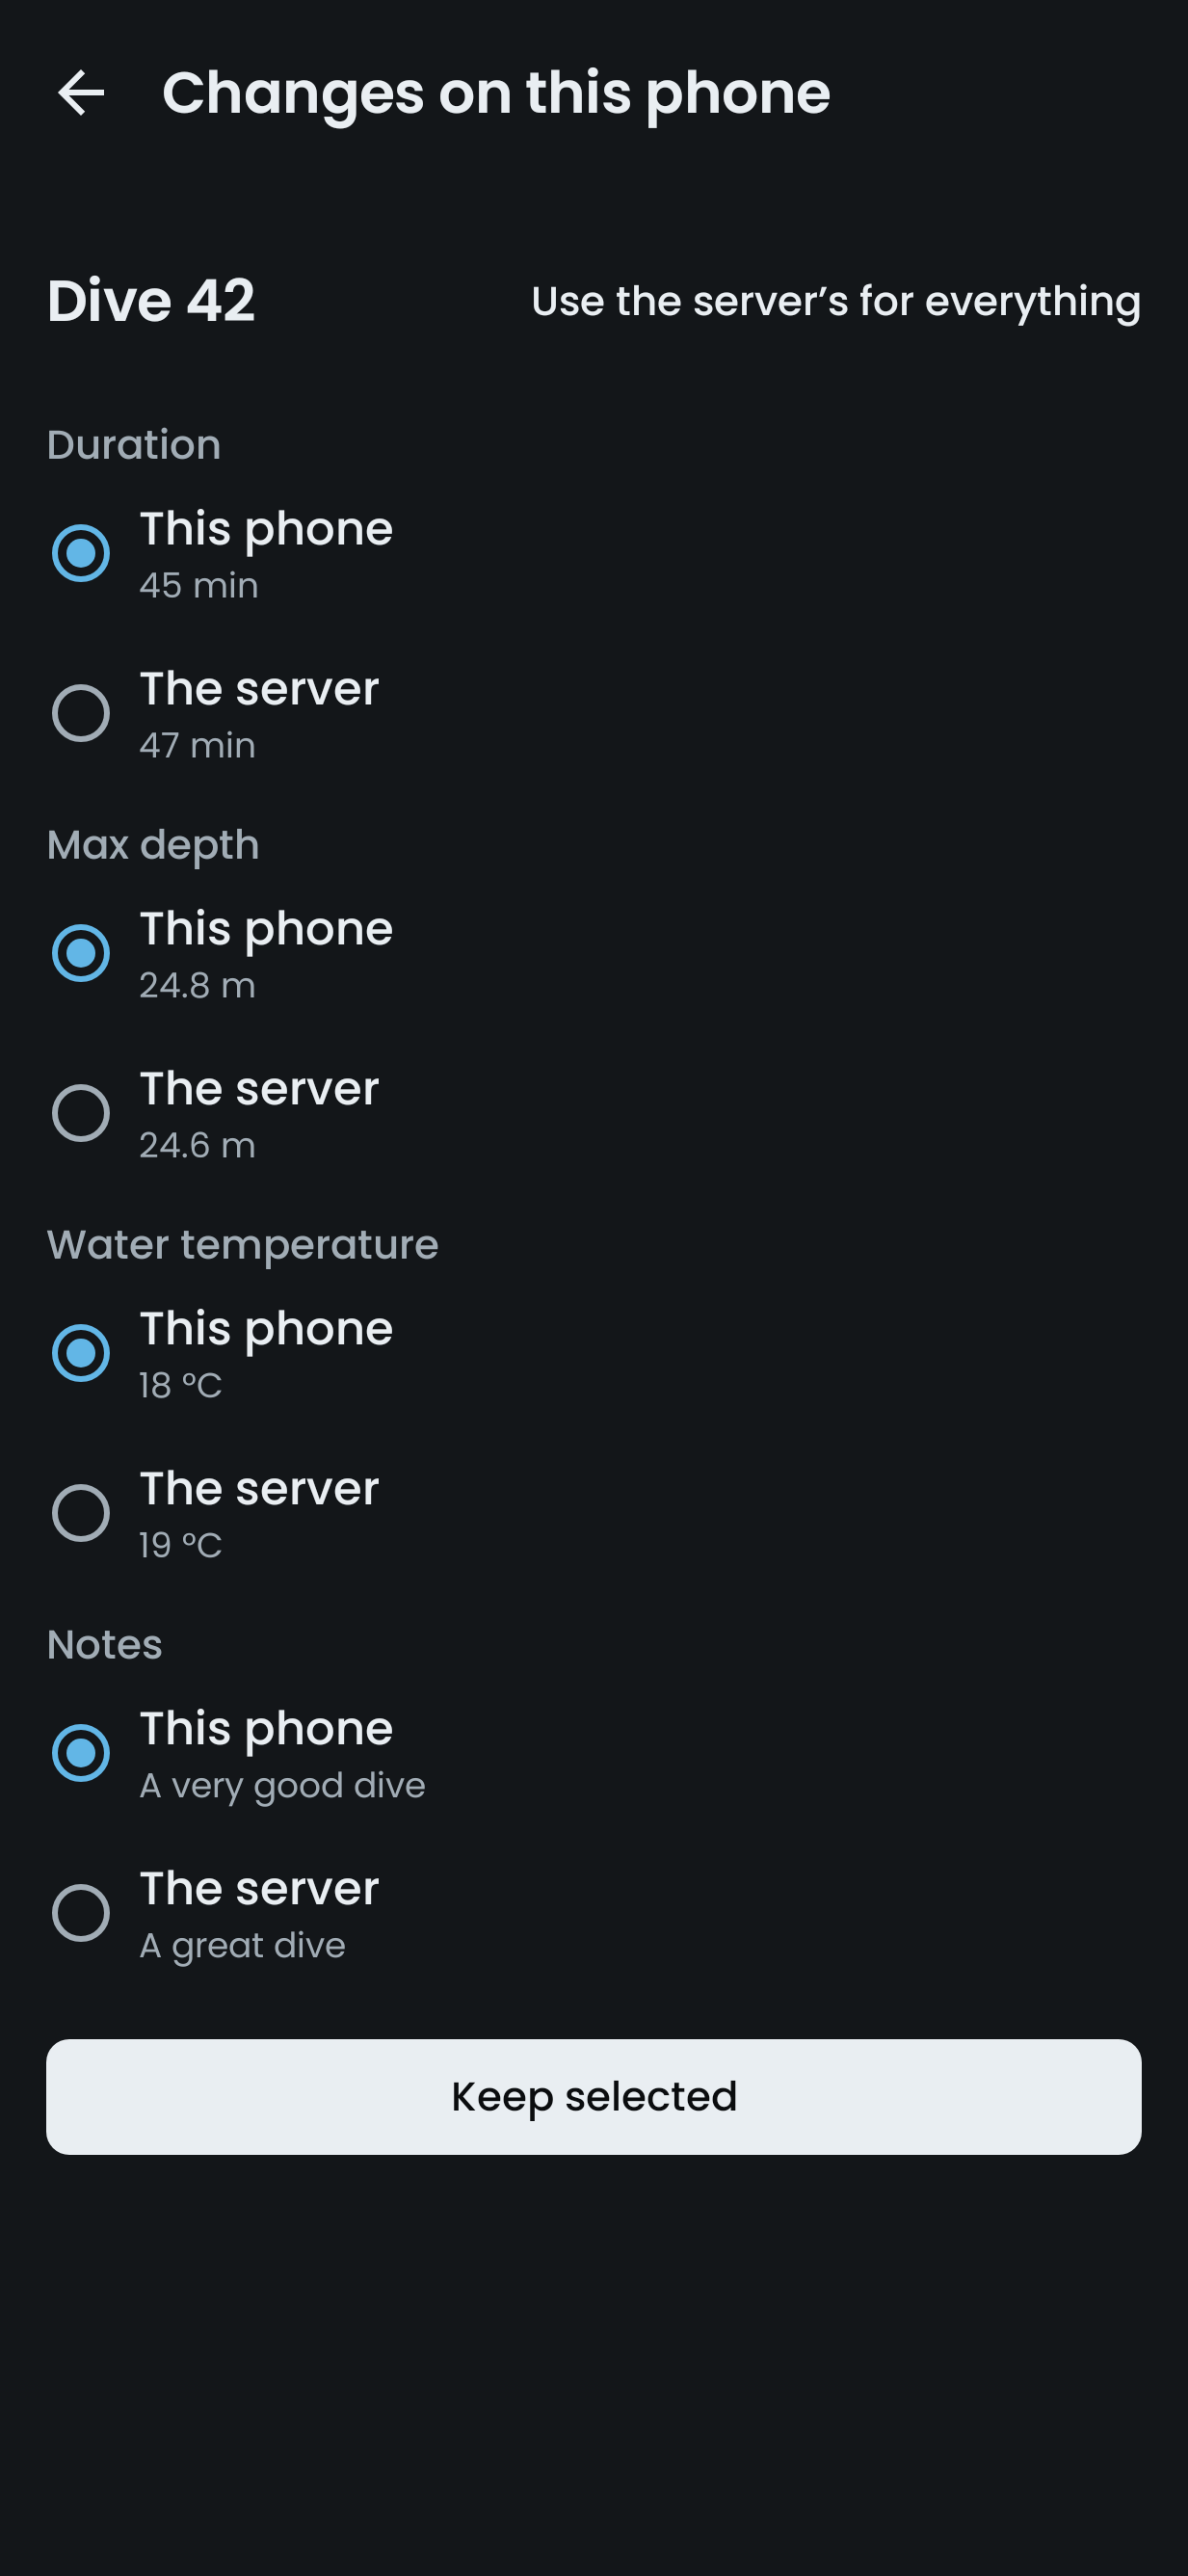 Changes on this phone
Dive 42
Use the server’s for everything
Duration
This phone
45 min
The server
47 min
Max depth
This phone
24.8 m
The server
24.6 m
Water temperature
This phone
18 °C
The server
19 °C
Notes
This phone
A very good dive
The server
A great dive
Keep selected